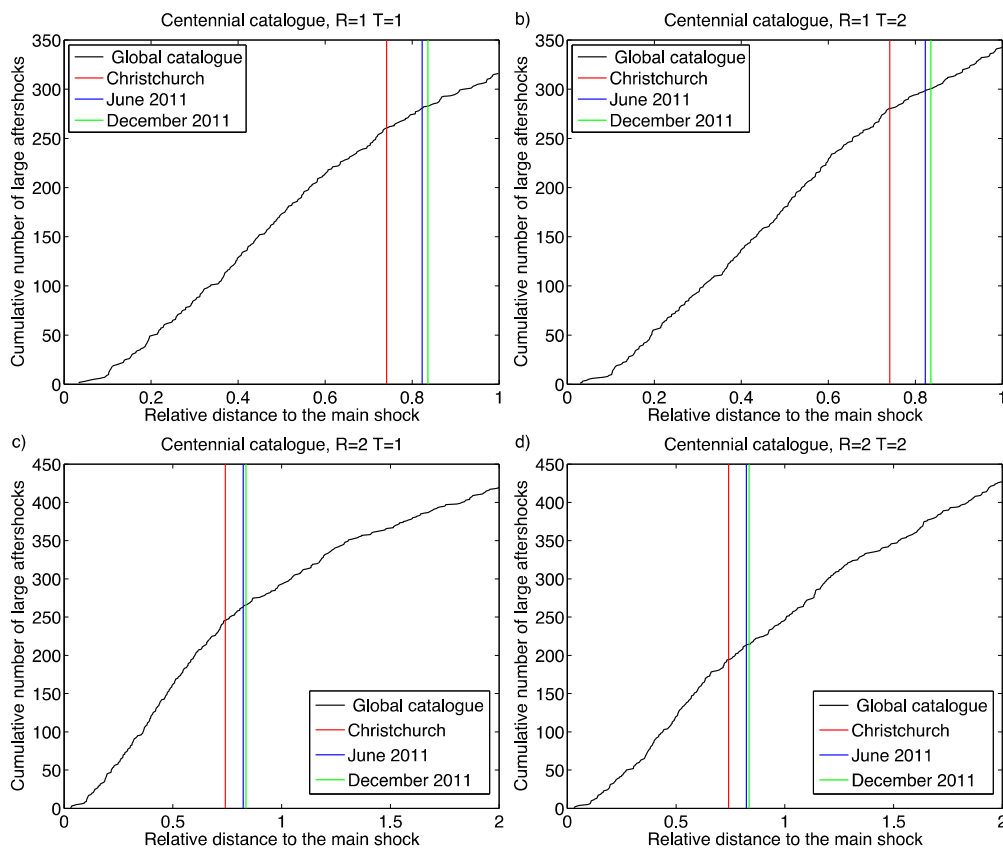 Centennial catalogue, R=1 T=1
350
300
250
200
150
100
50
0
Cumulative number of large aftershocks
Global catalogue
Christchurch
June 2011
December 2011
0 0.2 0.4 0.6 0.8 1
Relative distance to the main shock
b)
Centennial catalogue, R=1 T=2
350
300
250
200
150
100
50
0
Cumulative number of large aftershocks
Global catalogue
Christchurch
June 2011
December 2011
0 0.2 0.4 0.6 0.8 1
Relative distance to the main shock
c)
Centennial catalogue, R=2 T=1
450
400
350
300
250
200
150
100
50
0
Cumulative number of large aftershocks
Global catalogue
Christchurch
June 2011
December 2011
0 0.5 1 1.5 2
Relative distance to the main shock
d)
Centennial catalogue, R=2 T=2
450
400
350
300
250
200
150
100
50
0
Cumulative number of large aftershocks
Global catalogue
Christchurch
June 2011
December 2011
0 0.5 1 1.5 2
Relative distance to the main shock